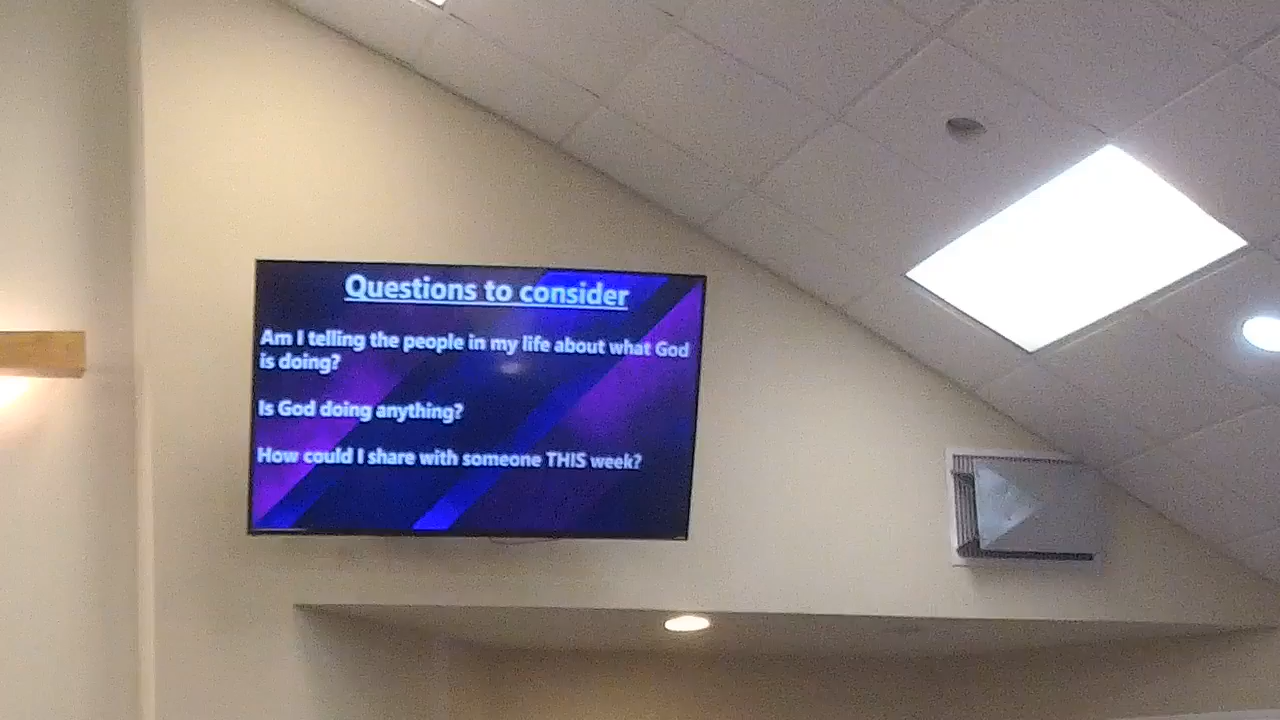 Questions to consider
Am I telling the people in my life about what God
is doing?
Is God doing anything?
How could I share with someone THIS week?